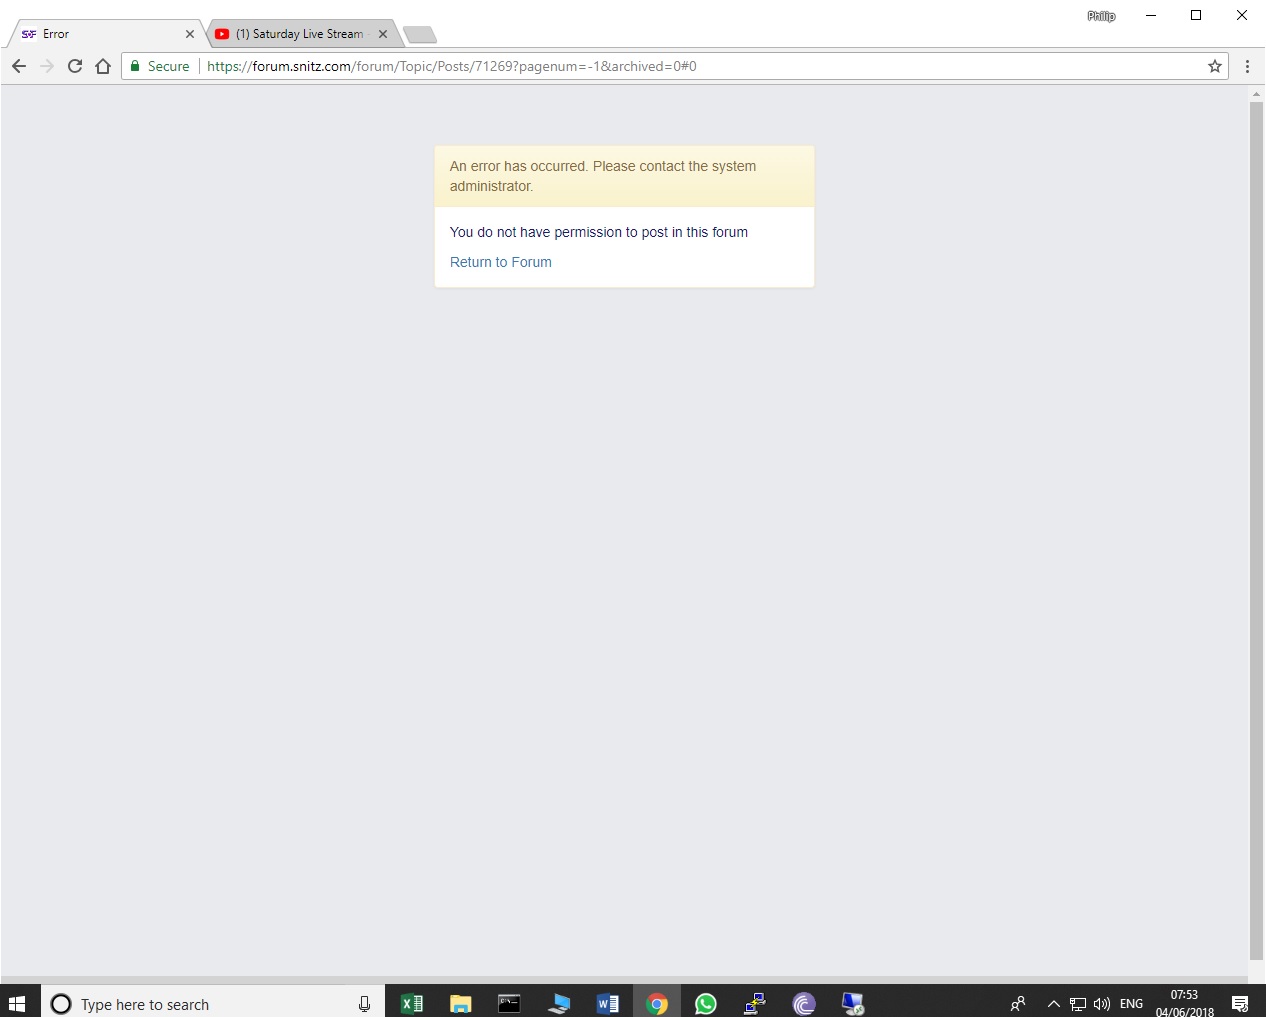 Philip
SF Error
(1) Saturday Live Stream
Secure https://forum.snitz.com/forum/Topic/Posts/71269?pagenum=-1&archived=0#0
An error has occurred. Please contact the system
administrator.
You do not have permission to post in this forum
Return to Forum
Type here to search
ENG
07:53
04/06/2018